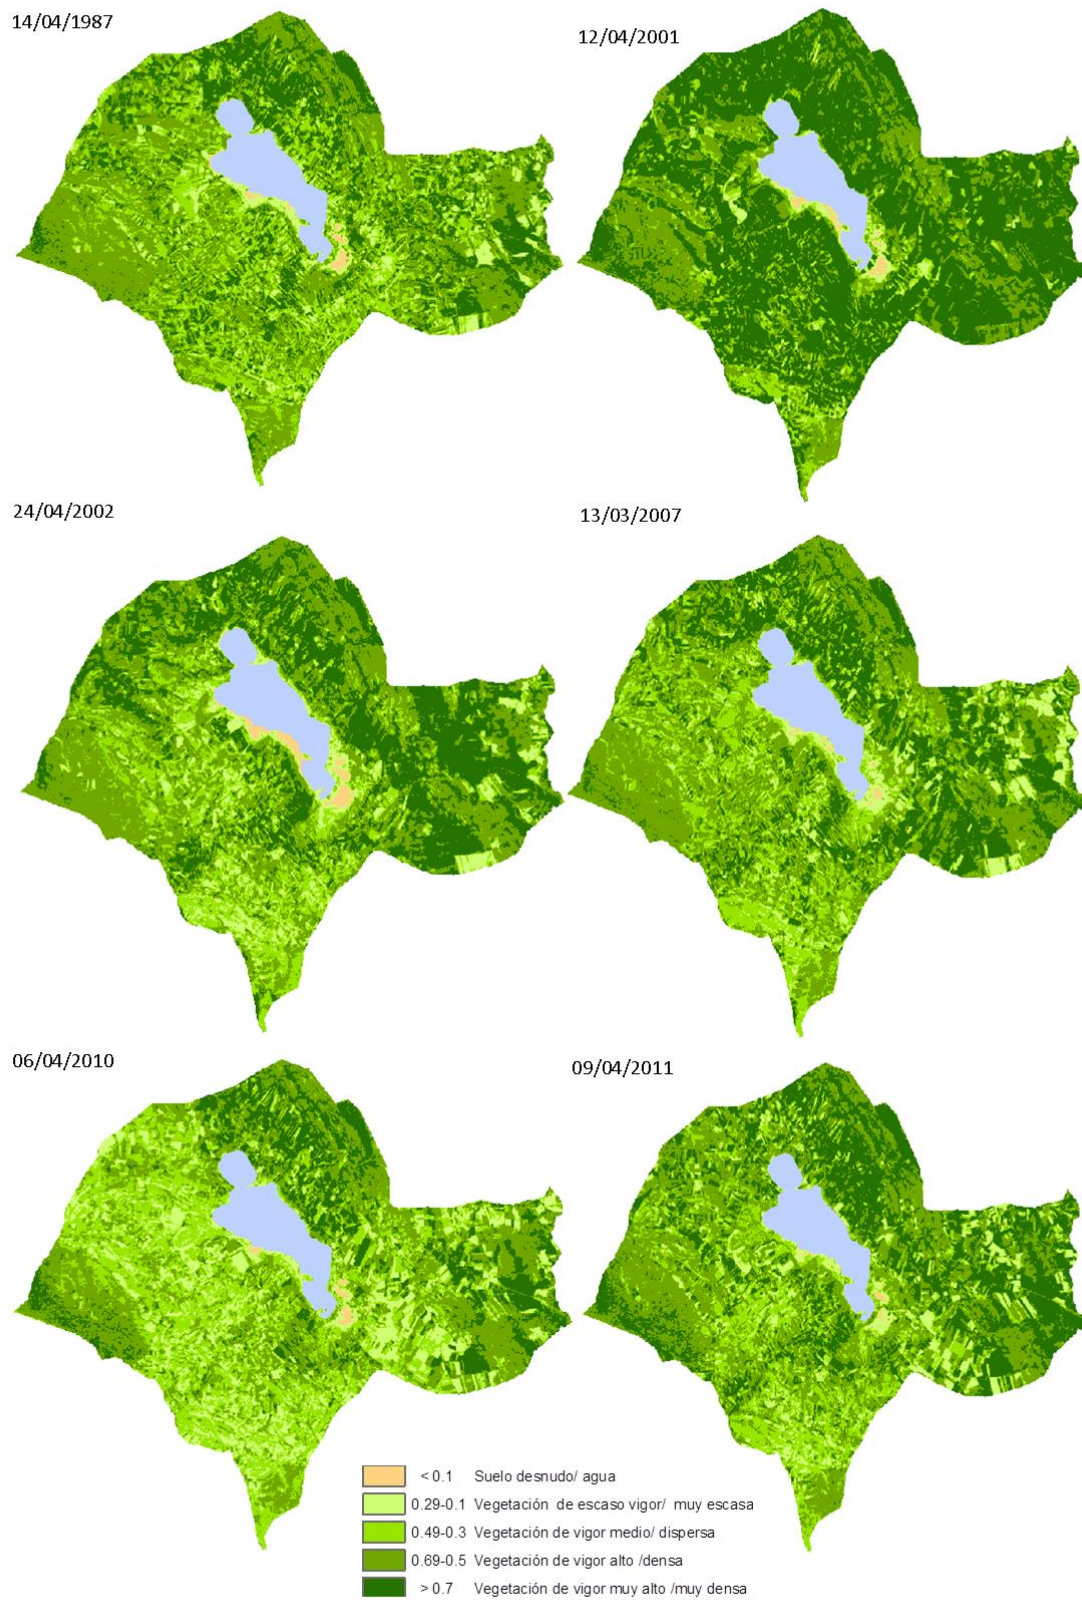 14/04/1987
12/04/2001
24/04/2002
13/03/2007
06/04/2010
09/04/2011
< 0.1 Suelo desnudo/ agua
0.29-0.1 Vegetación de escaso vigor/ muy escasa
0.49-0.3 Vegetación de vigor medio/ dispersa
0.69-0.5 Vegetación de vigor alto /densa
> 0.7 Vegetación de vigor muy alto /muy densa